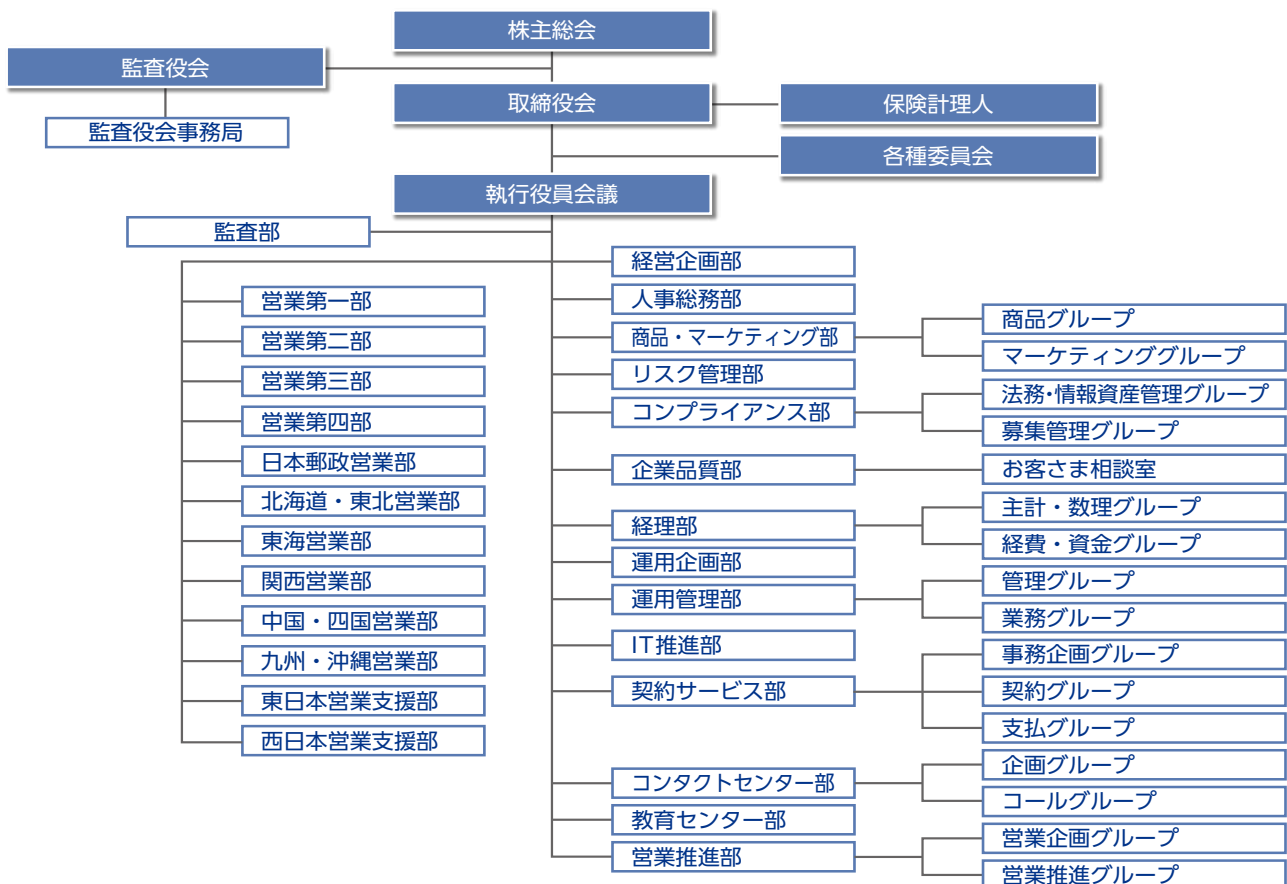 株主総会
監査役会
取締役会
保険計理人
監査役会事務局
各種委員会
執行役員会議
監査部
営業第一部
営業第二部
営業第三部
営業第四部
日本郵政営業部
北海道・東北営業部
東海営業部
関西営業部
中国・四国営業部
九州・沖縄営業部
東日本営業支援部
西日本営業支援部
経営企画部
人事総務部
商品・マーケティング部
商品グループ
マーケティンググループ
リスク管理部
コンプライアンス部
法務・情報資産管理グループ
募集管理グループ
企業品質部
お客さま相談室
経理部
主計・数理グループ
経費・資金グループ
運用企画部
運用管理部
管理グループ
業務グループ
IT推進部
契約サービス部
事務企画グループ
契約グループ
支払グループ
コンタクトセンター部
企画グループ
コールグループ
教育センター部
営業推進部
営業企画グループ
営業推進グループ